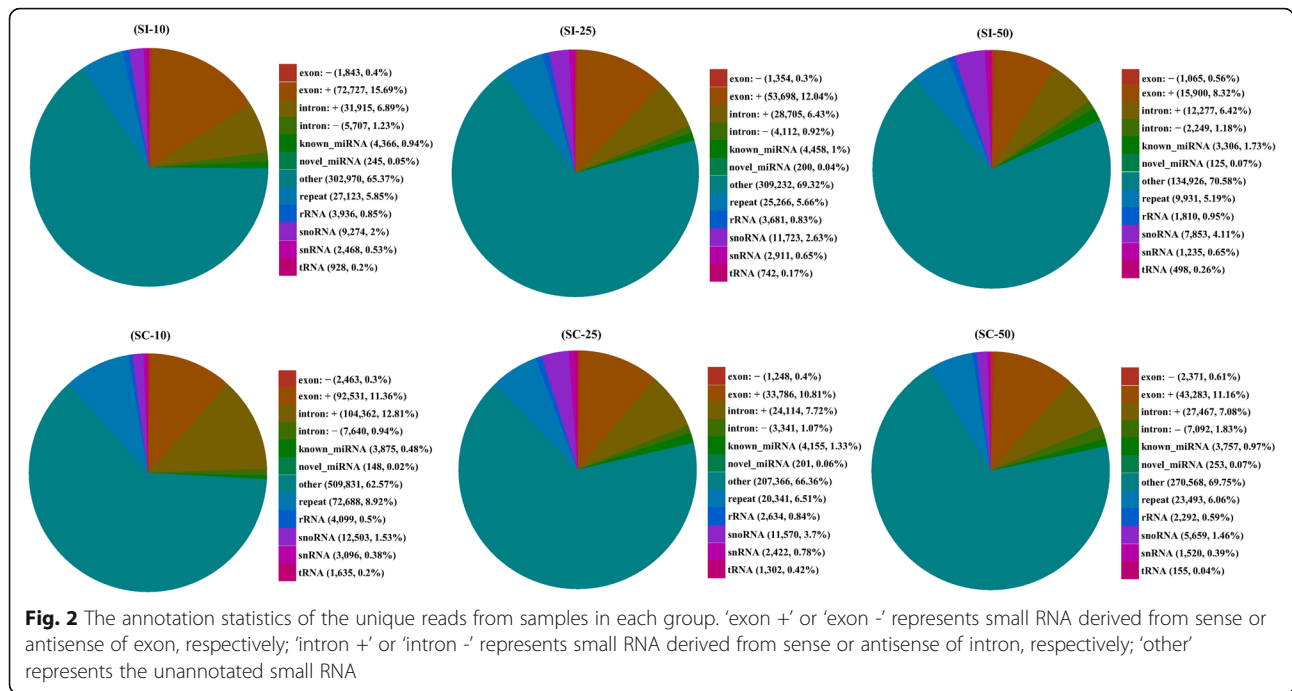 (SI-10)
exon: − (1,843, 0.4%)
exon: + (72,727, 15.69%)
intron: + (31,915, 6.89%)
intron: − (5,707, 1.23%)
known_miRNA (4,366, 0.94%)
novel_miRNA (245, 0.05%)
other (302,970, 65.37%)
repeat (27,123, 5.85%)
rRNA (3,936, 0.85%)
snoRNA (9,274, 2%)
snRNA (2,468, 0.53%)
tRNA (928, 0.2%)
(SI-25)
exon: − (1,354, 0.3%)
exon: + (53,698, 12.04%)
intron: + (28,705, 6.43%)
intron: − (4,112, 0.92%)
known_miRNA (4,458, 1%)
novel_miRNA (200, 0.04%)
other (309,232, 69.32%)
repeat (25,266, 5.66%)
rRNA (3,681, 0.83%)
snoRNA (11,723, 2.63%)
snRNA (2,911, 0.65%)
tRNA (742, 0.17%)
(SI-50)
exon: − (1,065, 0.56%)
exon: + (15,900, 8.32%)
intron: + (12,277, 6.42%)
intron: − (2,249, 1.18%)
known_miRNA (3,306, 1.73%)
novel_miRNA (125, 0.07%)
other (134,926, 70.58%)
repeat (9,931, 5.19%)
rRNA (1,810, 0.95%)
snoRNA (7,853, 4.11%)
snRNA (1,235, 0.65%)
tRNA (498, 0.26%)
(SC-10)
exon: − (2,463, 0.3%)
exon: + (92,531, 11.36%)
intron: + (104,362, 12.81%)
intron: − (7,640, 0.94%)
known_miRNA (3,875, 0.48%)
novel_miRNA (148, 0.02%)
other (509,831, 62.57%)
repeat (72,688, 8.92%)
rRNA (4,099, 0.5%)
snoRNA (12,503, 1.53%)
snRNA (3,096, 0.38%)
tRNA (1,635, 0.2%)
(SC-25)
exon: − (1,248, 0.4%)
exon: + (33,786, 10.81%)
intron: + (24,114, 7.72%)
intron: − (3,341, 1.07%)
known_miRNA (4,155, 1.33%)
novel_miRNA (201, 0.06%)
other (207,366, 66.36%)
repeat (20,341, 6.51%)
rRNA (2,634, 0.84%)
snoRNA (11,570, 3.7%)
snRNA (2,422, 0.78%)
tRNA (1,302, 0.42%)
(SC-50)
exon: − (2,371, 0.61%)
exon: + (43,283, 11.16%)
intron: + (27,467, 7.08%)
intron: − (7,092, 1.83%)
known_miRNA (3,757, 0.97%)
novel_miRNA (253, 0.07%)
other (270,568, 69.75%)
repeat (23,493, 6.06%)
rRNA (2,292, 0.59%)
snoRNA (5,659, 1.46%)
snRNA (1,520, 0.39%)
tRNA (155, 0.04%)
Fig. 2 The annotation statistics of the unique reads from samples in each group. ‘exon +’ or ‘exon -’ represents small RNA derived from sense or
antisense of exon, respectively; ‘intron +’ or ‘intron -’ represents small RNA derived from sense or antisense of intron, respectively; ‘other’
represents the unannotated small RNA